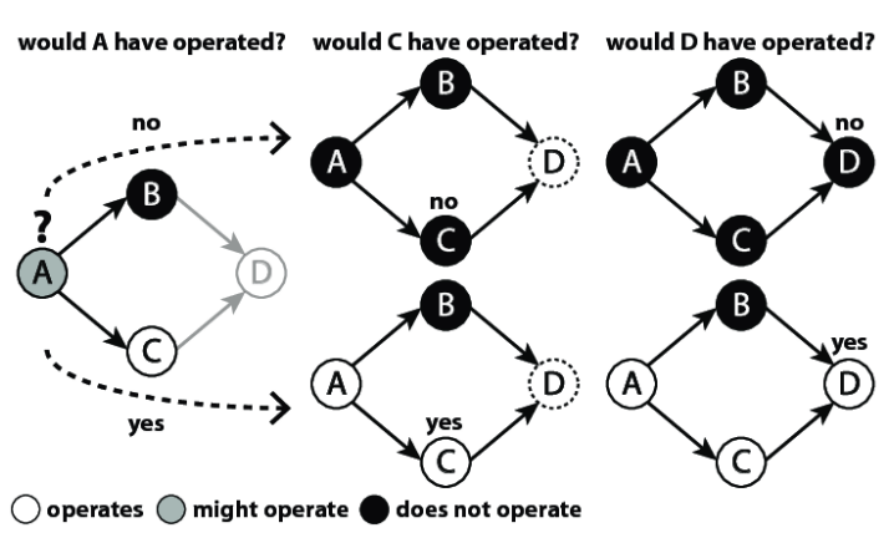 would A have operated? would C have operated? would D have operated?
no
?
A
B
C
D
yes
A
B
no
C
D
A
B
yes
C
D
A
B
C
no
D
A
B
C
yes
D
operates might operate does not operate